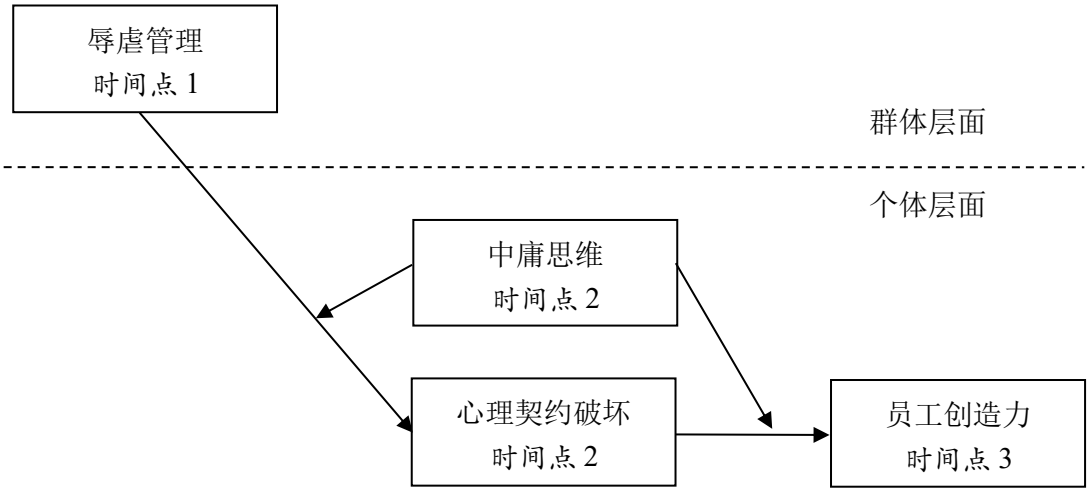 辱虐管理
时间点 1
群体层面
个体层面
中庸思维
时间点 2
心理契约破坏
时间点 2
员工创造力
时间点 3